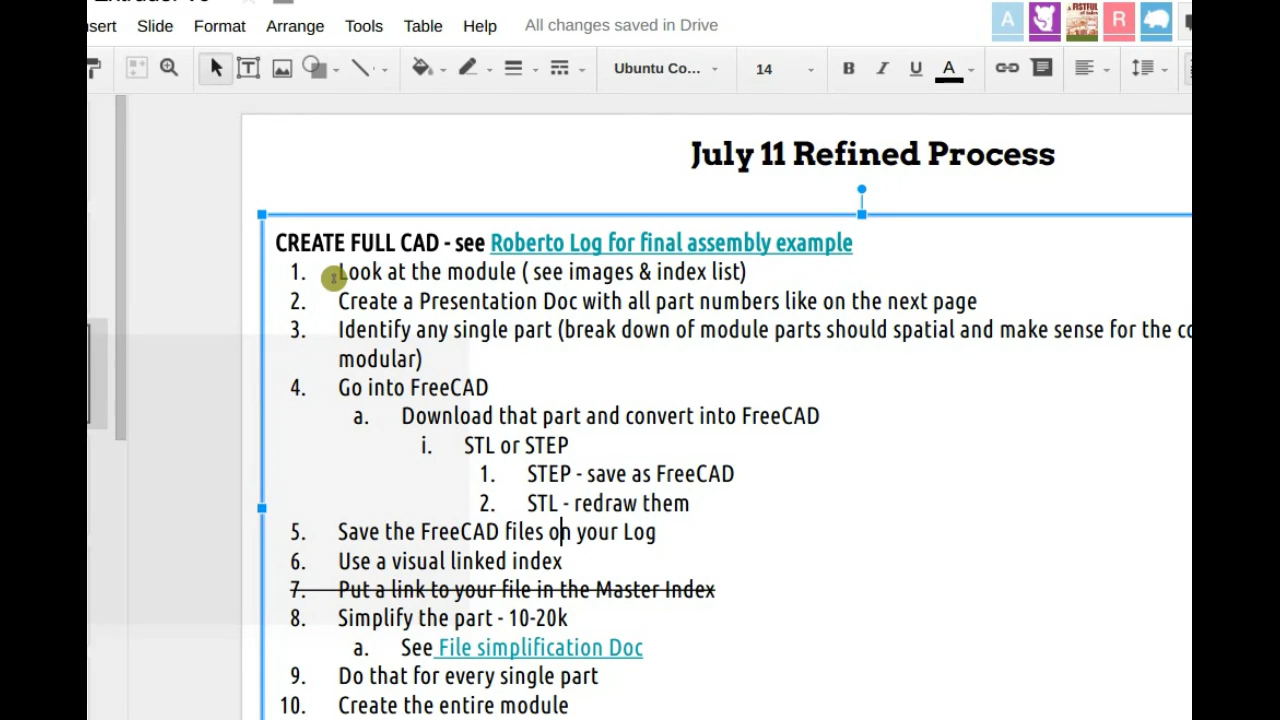 Slide Format Arrange Tools Table Help All changes saved in Drive
A FISTFUL R
T Ubuntu Co... 14 B I U A
July 11 Refined Process
CREATE FULL CAD - see Roberto Log for final assembly example
1. Look at the module ( see images & index list)
2. Create a Presentation Doc with all part numbers like on the next page
3. Identify any single part (break down of module parts should spatial and make sense for the
modular)
4. Go into FreeCAD
a. Download that part and convert into FreeCAD
i. STL or STEP
1. STEP - save as FreeCAD
2. STL - redraw them
5. Save the FreeCAD files on your Log
6. Use a visual linked index
7. Put a link to your file in the Master Index
8. Simplify the part - 10-20k
a. See File simplification Doc
9. Do that for every single part
10. Create the entire module